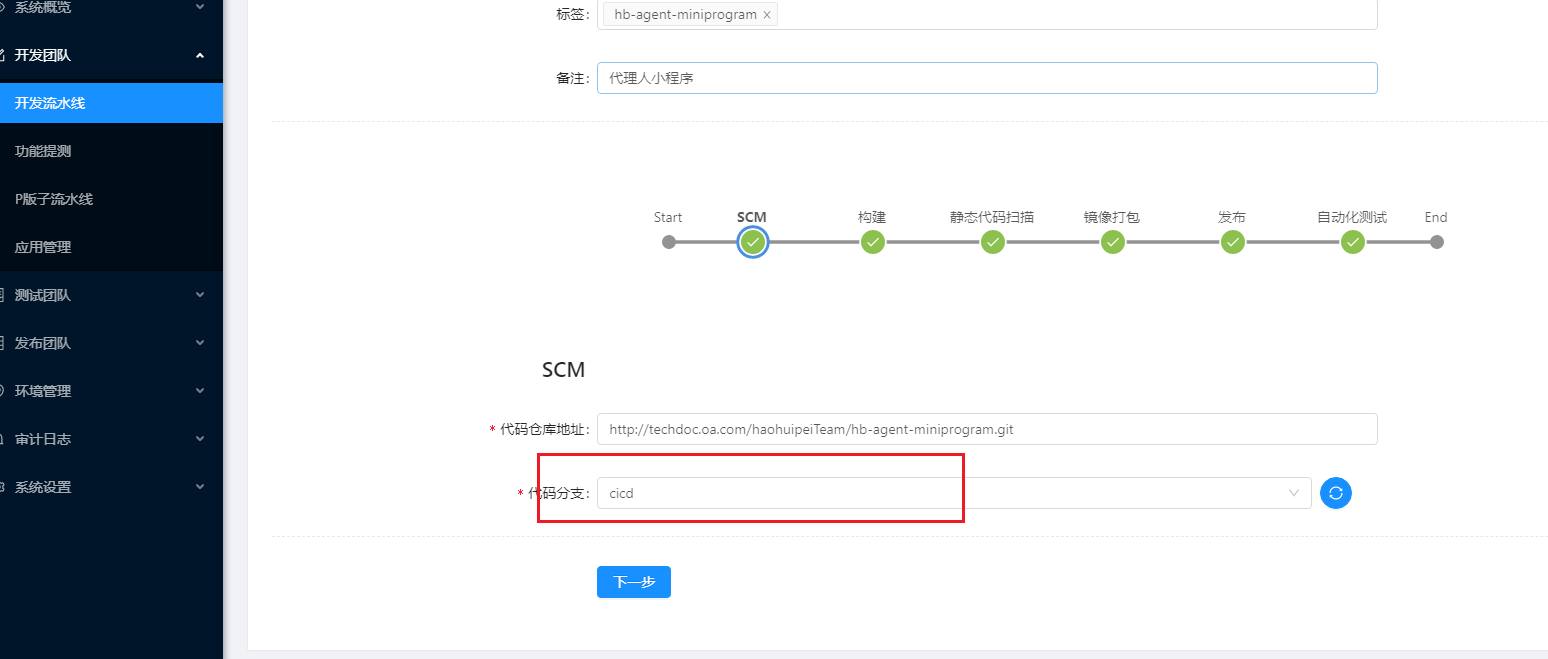 系统概览
开发团队
开发流水线
功能提测
P版子流水线
应用管理
测试团队
发布团队
环境管理
审计日志
系统设置
标签: hb-agent-miniprogram ×
备注: 代理人小程序
Start SCM 构建 静态代码扫描 镜像打包 发布 自动化测试 End
SCM
* 代码仓库地址: http://techdoc.oa.com/haohuipeiTeam/hb-agent-miniprogram.git
* 代码分支: cicd
下一步